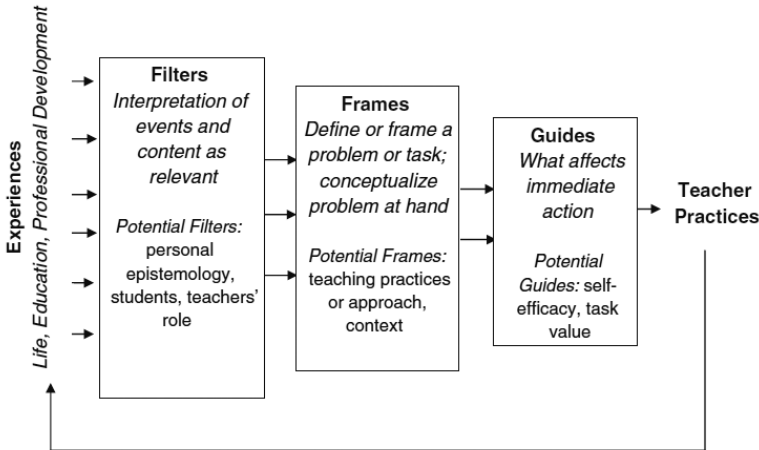 Experiences
Life, Education, Professional Development
Filters
Interpretation of
events and
content as
relevant
Potential Filters:
personal
epistemology,
students, teachers’
role
Frames
Define or frame a
problem or task;
conceptualize
problem at hand
Potential Frames:
teaching practices
or approach,
context
Guides
What affects
immediate
action
Potential
Guides: self-
efficacy, task
value
Teacher
Practices